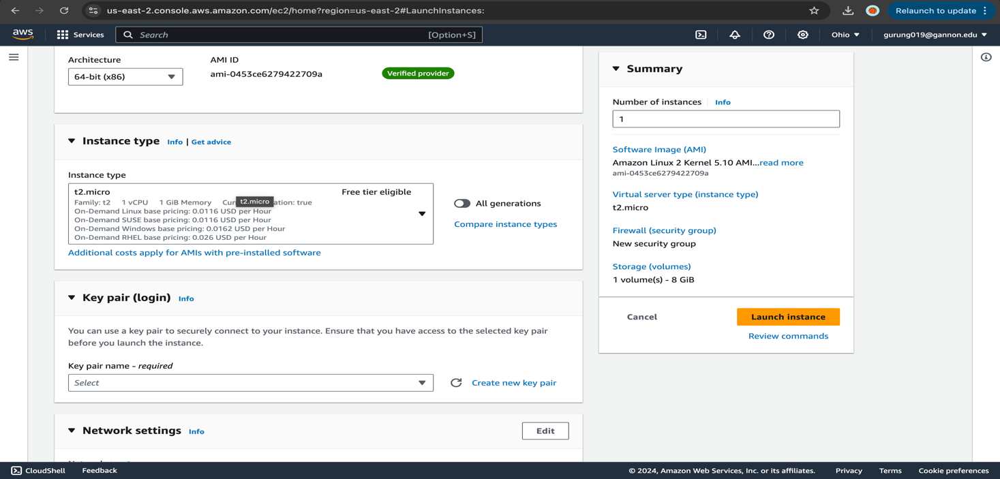 us-east-2.console.aws.amazon.com/ec2/home?region=us-east-2#LaunchInstances:
Relaunch to update
aws
Services
Search
[Option+S]
Ohio
gurung019@gannon.edu
Architecture
64-bit (x86)
AMI ID
ami-0453ce6279422709a
Verified provider
Instance type
Info | Get advice
Instance type
t2.micro
Free tier eligible
Family: t2 1 vCPU 1 GiB Memory
t2.micro
true
On-Demand Linux base pricing: 0.0116 USD per Hour
On-Demand SUSE base pricing: 0.0116 USD per Hour
On-Demand Windows base pricing: 0.0162 USD per Hour
On-Demand RHEL base pricing: 0.026 USD per Hour
All generations
Compare instance types
Additional costs apply for AMIs with pre-installed software
Key pair (login)
Info
You can use a key pair to securely connect to your instance. Ensure that you have access to the selected key pair
before you launch the instance.
Key pair name - required
Select
Create new key pair
Network settings
Info
Edit
Summary
Number of instances
Info
1
Software Image (AMI)
Amazon Linux 2 Kernel 5.10 AMI...read more
ami-0453ce6279422709a
Virtual server type (instance type)
t2.micro
Firewall (security group)
New security group
Storage (volumes)
1 volume(s) - 8 GiB
Cancel
Launch instance
Review commands
CloudShell
Feedback
© 2024, Amazon Web Services, Inc. or its affiliates.
Privacy
Terms
Cookie preferences